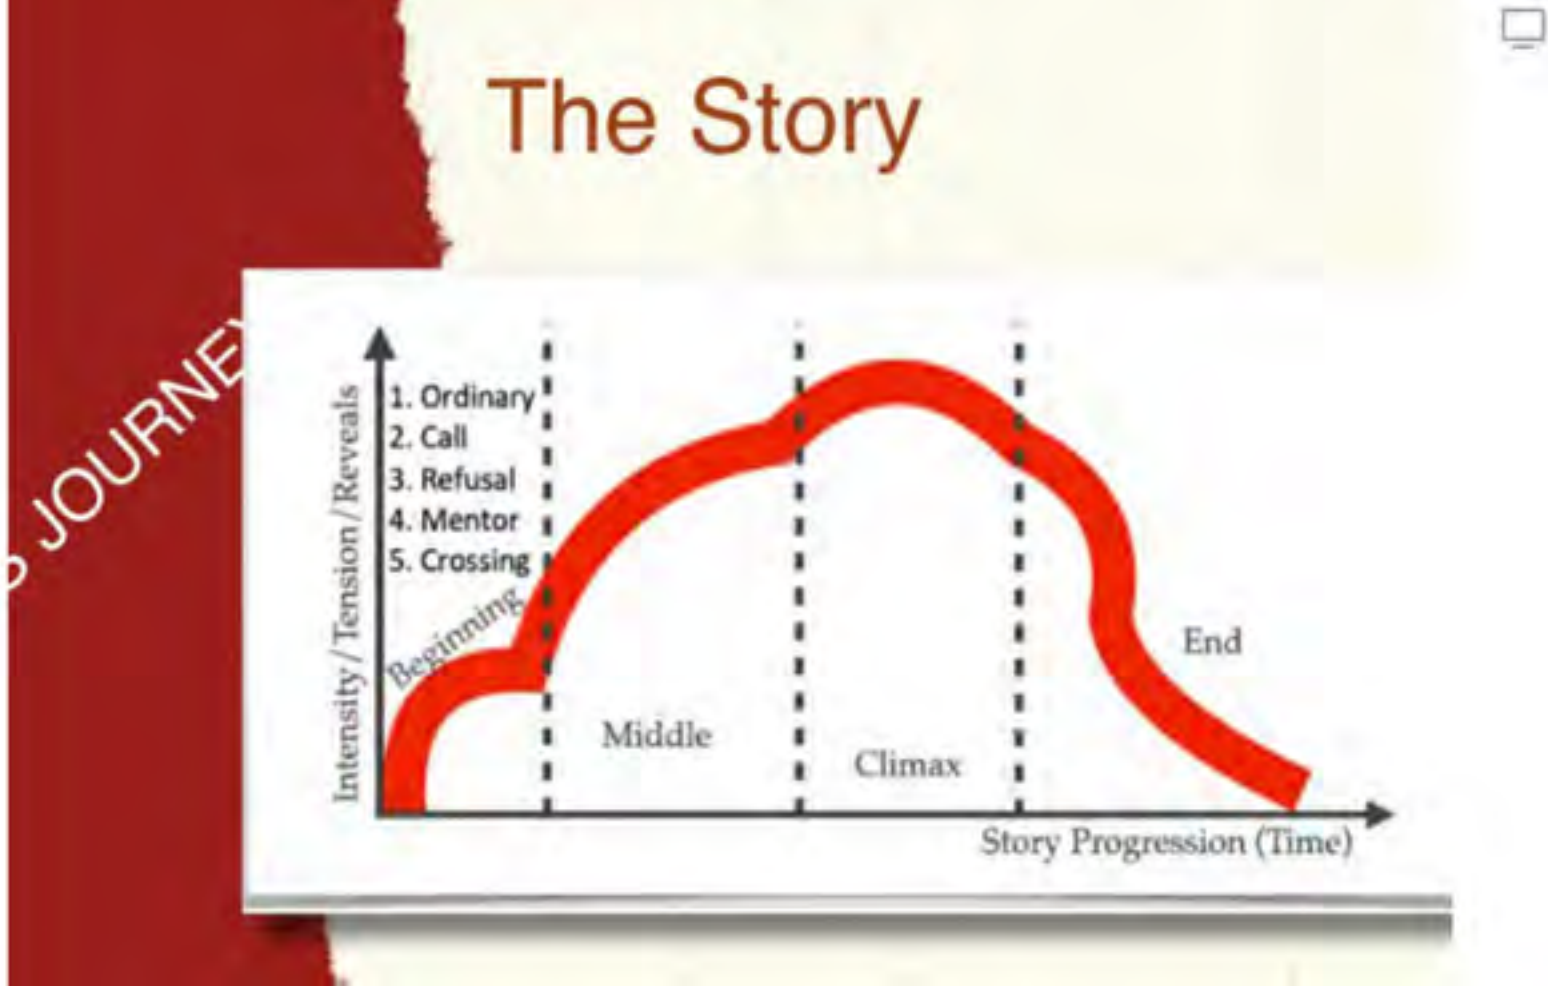 The Story
JOURNEY
Intensity/Tension/Reveals
1. Ordinary
2. Call
3. Refusal
4. Mentor
5. Crossing
Beginning
Middle
Climax
End
Story Progression (Time)